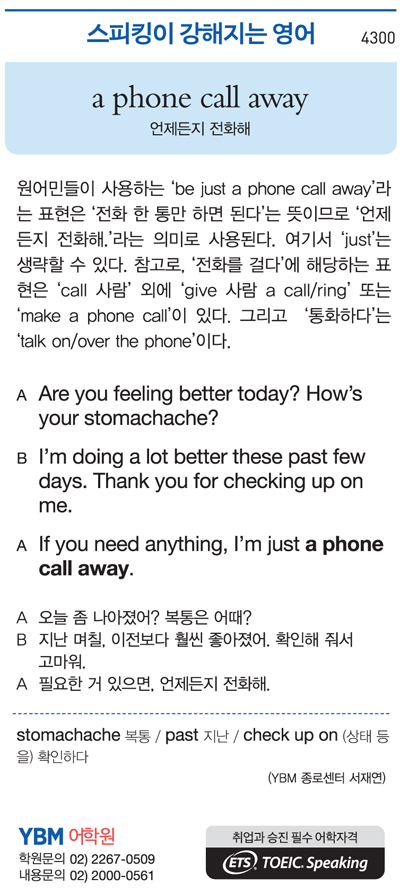 스피킹이 강해지는 영어
4300
a phone call away
언제든지 전화해
원어민들이 사용하는 ‘be just a phone call away’라
는 표현은 ‘전화 한 통만 하면 된다’는 뜻이므로 ‘언제
든지 전화해.’라는 의미로 사용된다. 여기서 ‘just’는
생략할 수 있다. 참고로, ‘전화를 걸다’에 해당하는 표
현은 ‘call 사람’ 외에 ‘give 사람 a call/ring’ 또는
‘make a phone call’이 있다. 그리고 ‘통화하다’는
‘talk on/over the phone’이다.
A Are you feeling better today? How’s
your stomachache?
B I’m doing a lot better these past few
days. Thank you for checking up on
me.
A If you need anything, I’m just a phone
call away.
A 오늘 좀 나아졌어? 복통은 어때?
B 지난 며칠, 이전보다 훨씬 좋아졌어. 확인해 줘서
고마워.
A 필요한 거 있으면, 언제든지 전화해.
stomachache 복통 / past 지난 / check up on (상태 등
을) 확인하다
(YBM 종로센터 서재연)
YBM 어학원
학원문의 02) 2267-0509
내용문의 02) 2000-0561
취업과 승진 필수 어학자격
ETS TOEIC Speaking